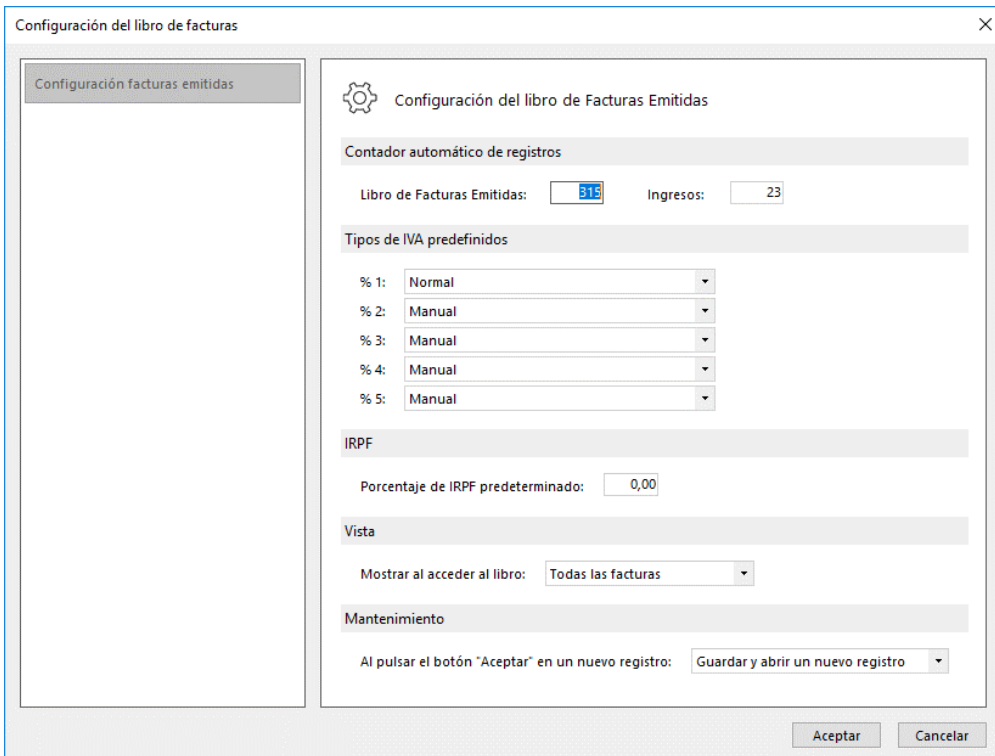 Configuración del libro de facturas
Configuración facturas emitidas
Configuración del libro de Facturas Emitidas
Contador automático de registros
Libro de Facturas Emitidas: 315 Ingresos: 23
Tipos de IVA predefinidos
% 1: Normal
% 2: Manual
% 3: Manual
% 4: Manual
% 5: Manual
IRPF
Porcentaje de IRPF predeterminado: 0,00
Vista
Mostrar al acceder al libro: Todas las facturas
Mantenimiento
Al pulsar el botón "Aceptar" en un nuevo registro: Guardar y abrir un nuevo registro
Aceptar Cancelar